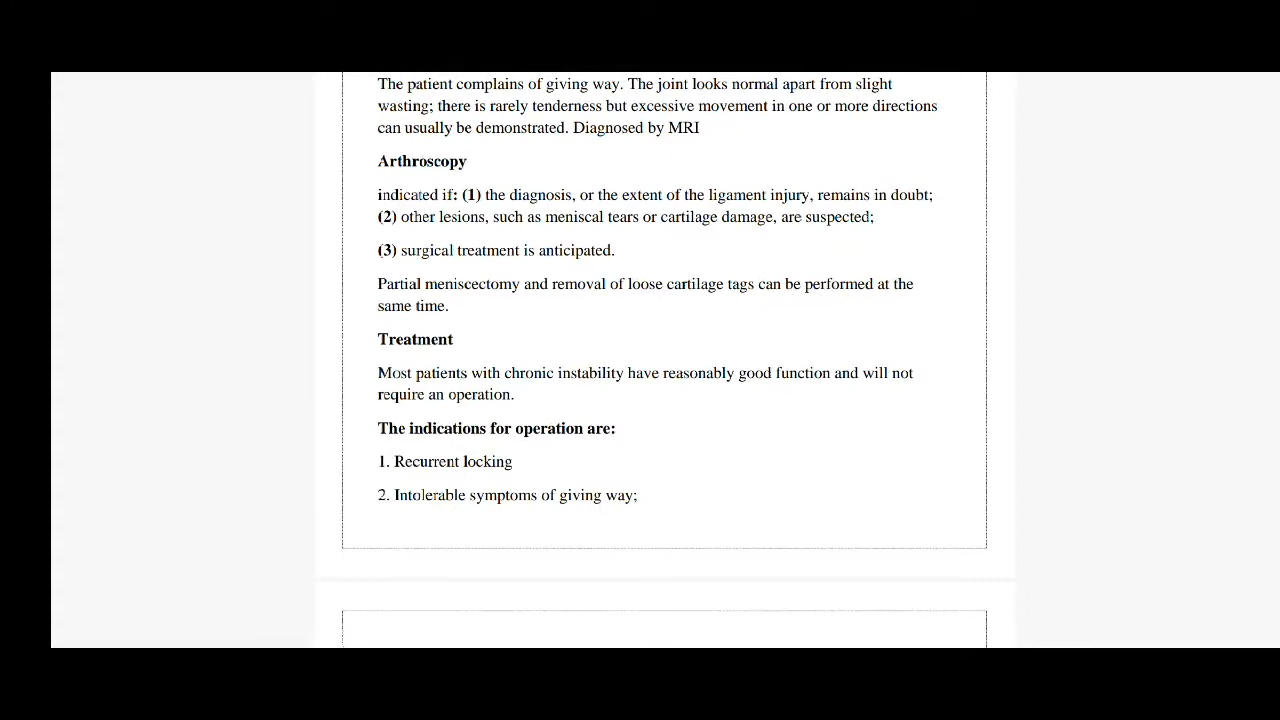 The patient complains of giving way. The joint looks normal apart from slight
wasting; there is rarely tenderness but excessive movement in one or more directions
can usually be demonstrated. Diagnosed by MRI
Arthroscopy
indicated if: (1) the diagnosis, or the extent of the ligament injury, remains in doubt;
(2) other lesions, such as meniscal tears or cartilage damage, are suspected;
(3) surgical treatment is anticipated.
Partial meniscectomy and removal of loose cartilage tags can be performed at the
same time.
Treatment
Most patients with chronic instability have reasonably good function and will not
require an operation.
The indications for operation are:
1. Recurrent locking
2. Intolerable symptoms of giving way;